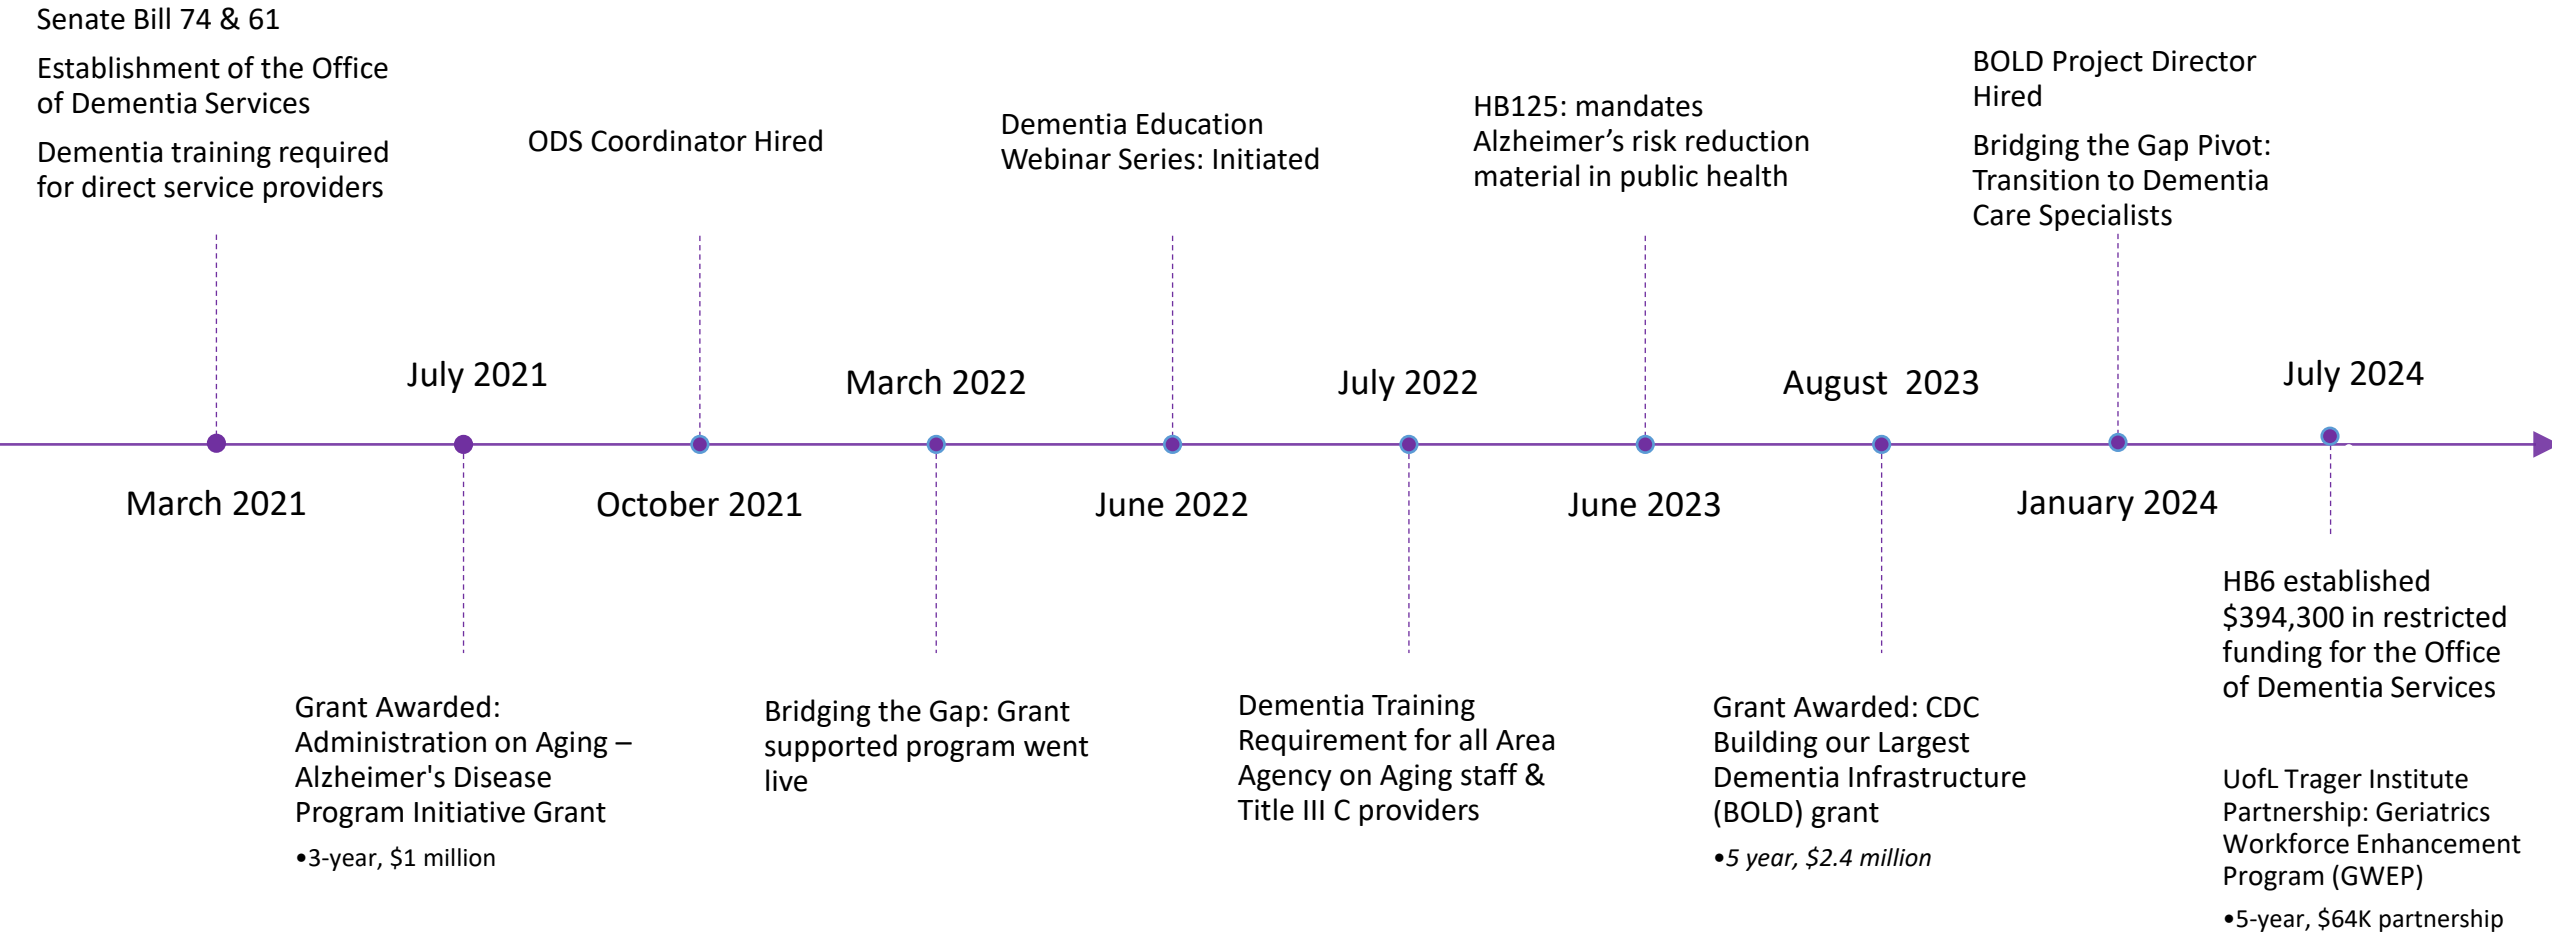 Senate Bill 74 & 61
Establishment of the Office
of Dementia Services
Dementia training required
for direct service providers
March 2021
July 2021
Grant Awarded:
Administration on Aging –
Alzheimer's Disease
Program Initiative Grant
•3-year, $1 million
ODS Coordinator Hired
October 2021
March 2022
Bridging the Gap: Grant
supported program went
live
Dementia Education
Webinar Series: Initiated
June 2022
July 2022
Dementia Training
Requirement for all Area
Agency on Aging staff &
Title III C providers
HB125: mandates
Alzheimer’s risk reduction
material in public health
June 2023
August  2023
Grant Awarded: CDC
Building our Largest
Dementia Infrastructure
(BOLD) grant
•5 year, $2.4 million
BOLD Project Director
Hired
Bridging the Gap Pivot:
Transition to Dementia
Care Specialists
January 2024
July 2024
HB6 established
$394,300 in restricted
funding for the Office
of Dementia Services
UofL Trager Institute
Partnership: Geriatrics
Workforce Enhancement
Program (GWEP)
•5-year, $64K partnership